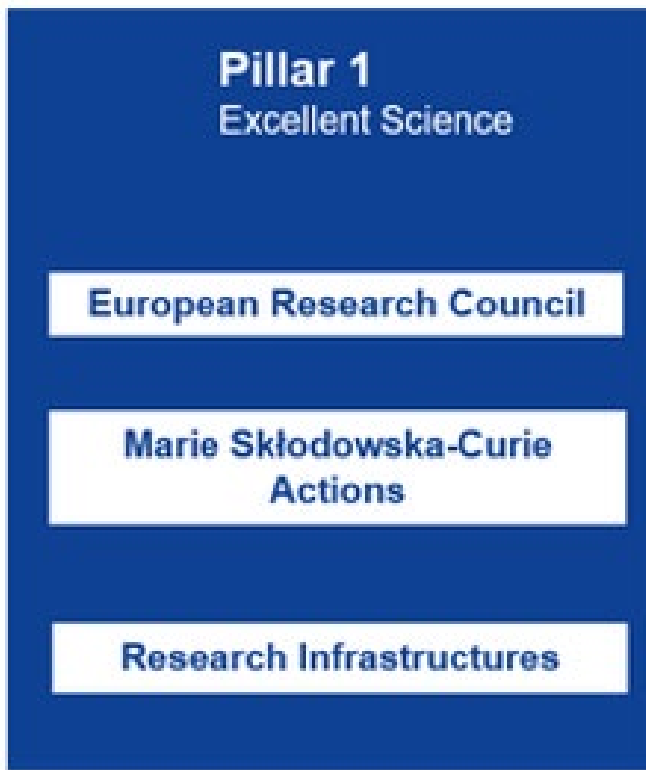 Pillar 1
Excellent Science
European Research Council
Marie Skłodowska-Curie
Actions
Research Infrastructures